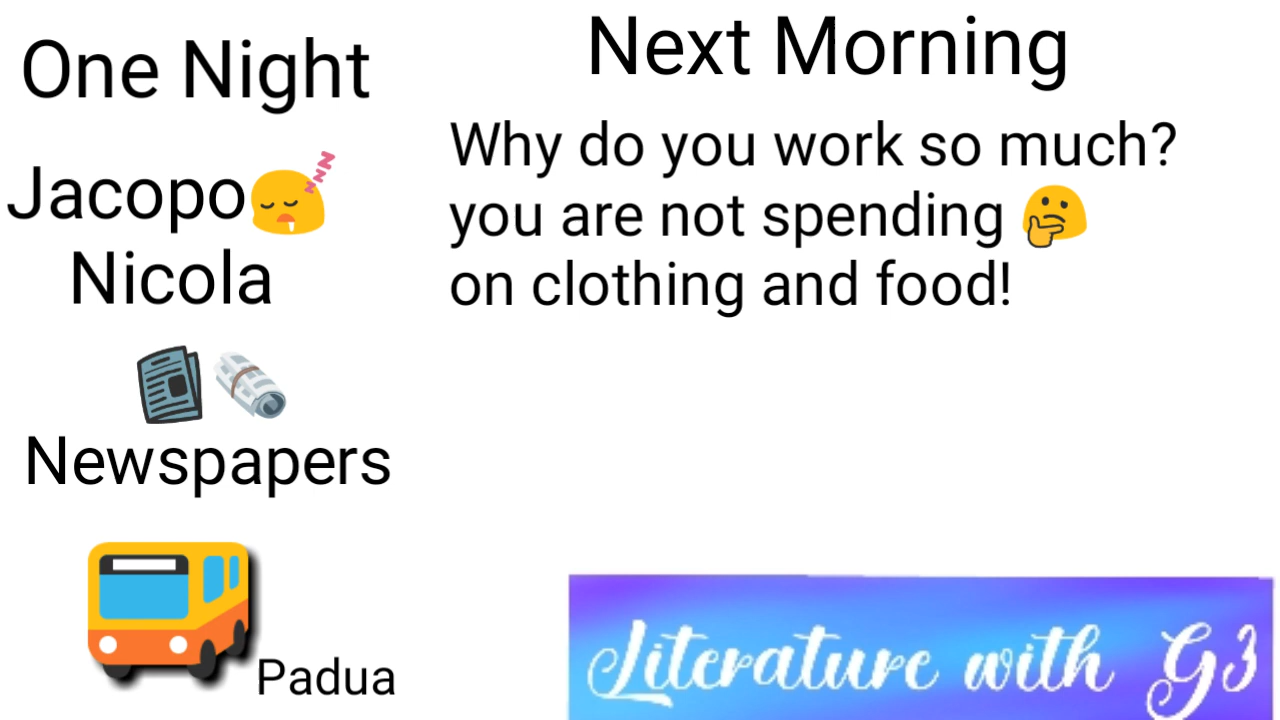 One Night
Jacopo
Nicola
Newspapers
Padua
Next Morning
Why do you work so much?
you are not spending
on clothing and food!
Literature with G3